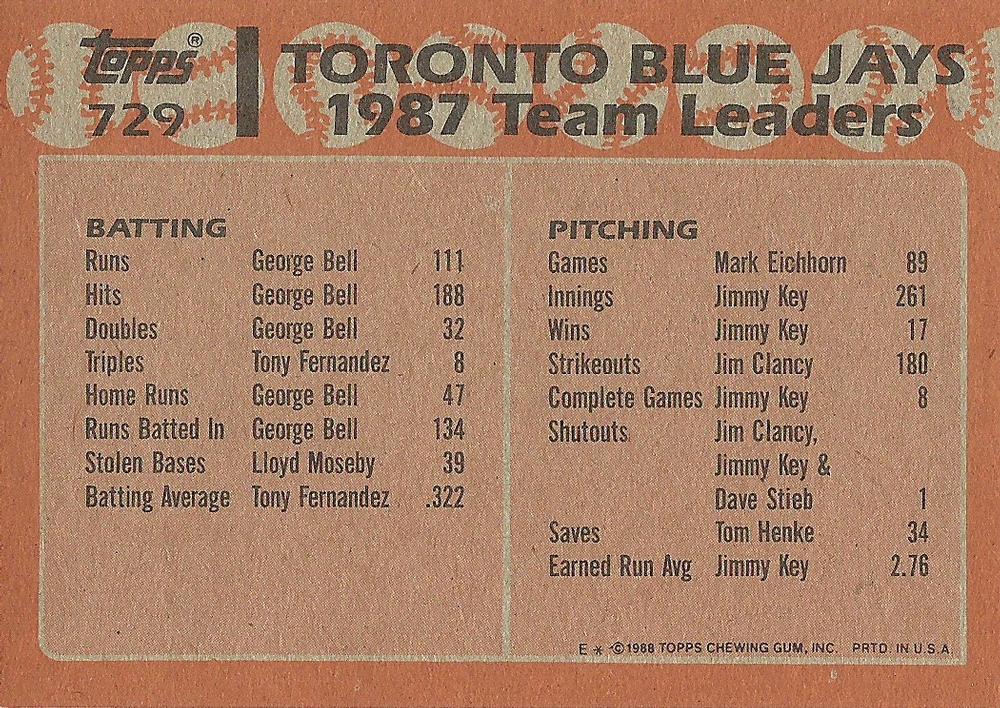 topps®
729
TORONTO BLUE JAYS
1987 Team Leaders
BATTING
Runs George Bell 111
Hits George Bell 188
Doubles George Bell 32
Triples Tony Fernandez 8
Home Runs George Bell 47
Runs Batted In George Bell 134
Stolen Bases Lloyd Moseby 39
Batting Average Tony Fernandez .322
PITCHING
Games Mark Eichhorn 89
Innings Jimmy Key 261
Wins Jimmy Key 17
Strikeouts Jim Clancy 180
Complete Games Jimmy Key 8
Shutouts Jim Clancy,
Jimmy Key &
Dave Stieb 1
Saves Tom Henke 34
Earned Run Avg Jimmy Key 2.76
E * ©1988 TOPPS CHEWING GUM, INC. PRTD. IN U.S.A.